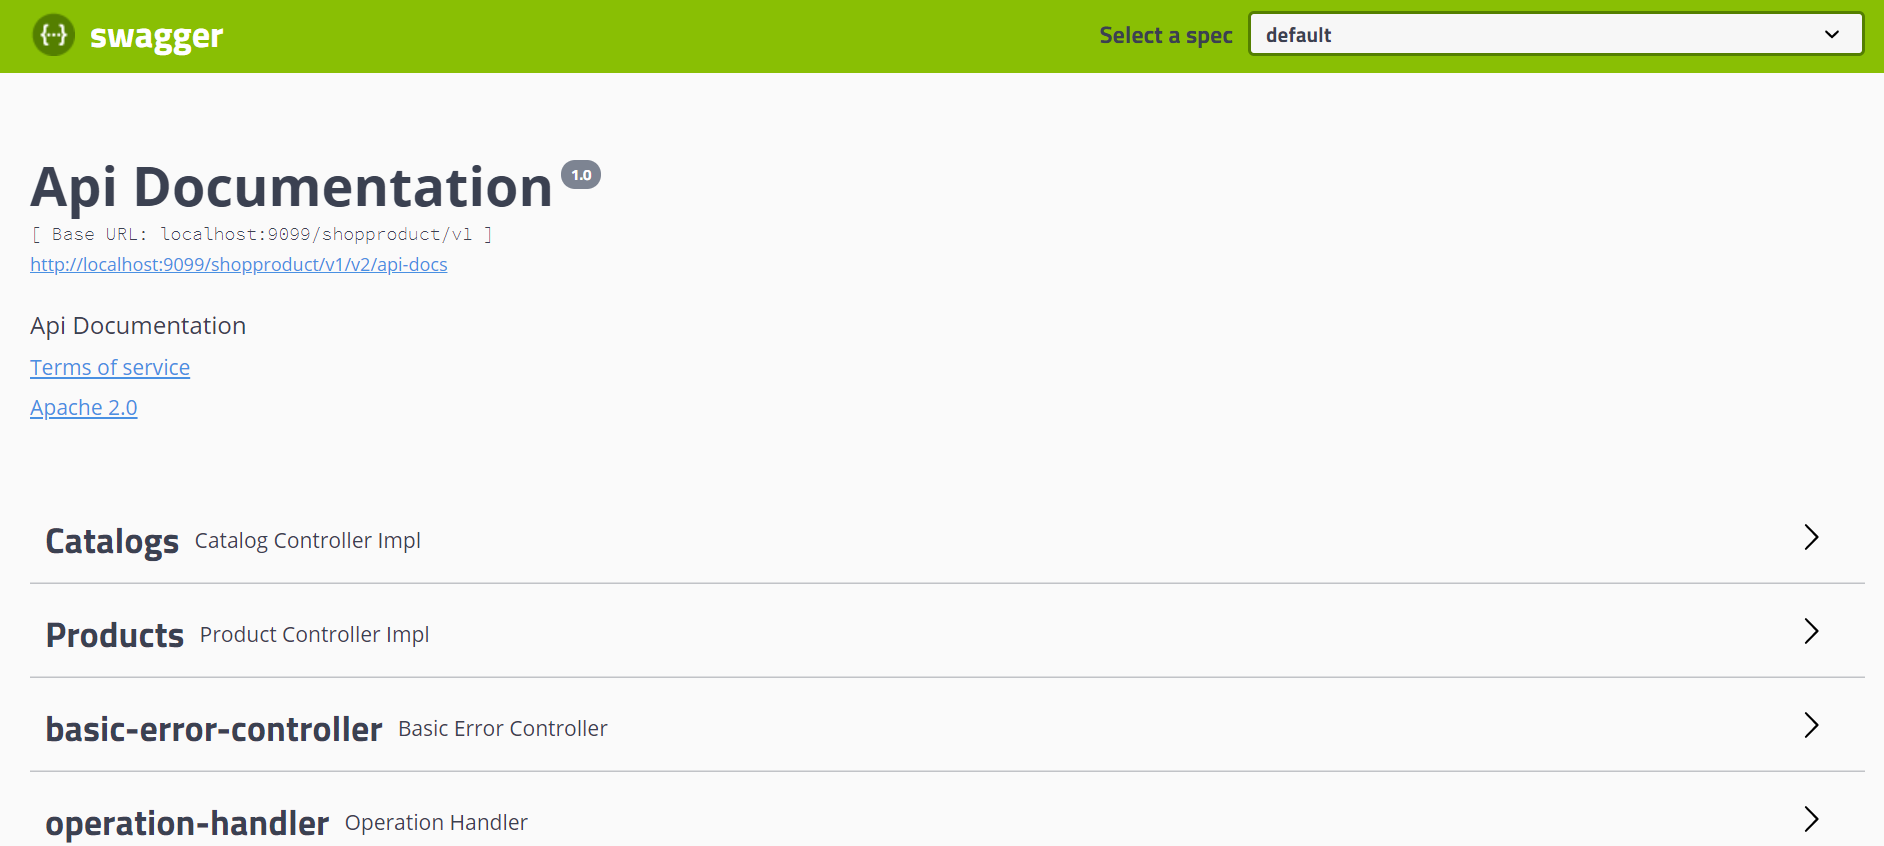 {···} swagger
Select a spec default
Api Documentation 1.0
[ Base URL: localhost:9099/shopproduct/v1 ]
http://localhost:9099/shopproduct/v1/v2/api-docs
Api Documentation
Terms of service
Apache 2.0
Catalogs Catalog Controller Impl
Products Product Controller Impl
basic-error-controller Basic Error Controller
operation-handler Operation Handler